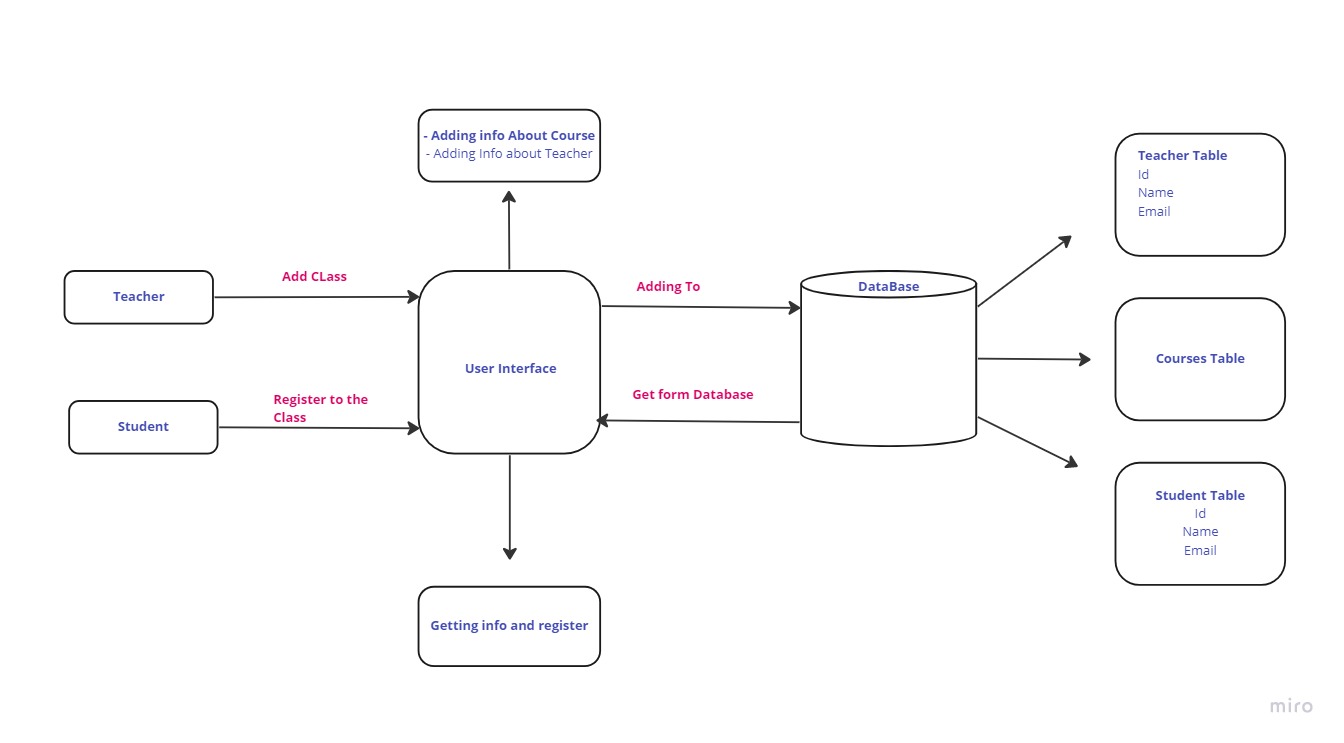 - Adding info About Course
- Adding Info about Teacher
Teacher Table
Id
Name
Email
Teacher
Add CLass
User Interface
Adding To
DataBase
Courses Table
Student
Register to the
Class
Get form Database
Student Table
Id
Name
Email
Getting info and register
miro